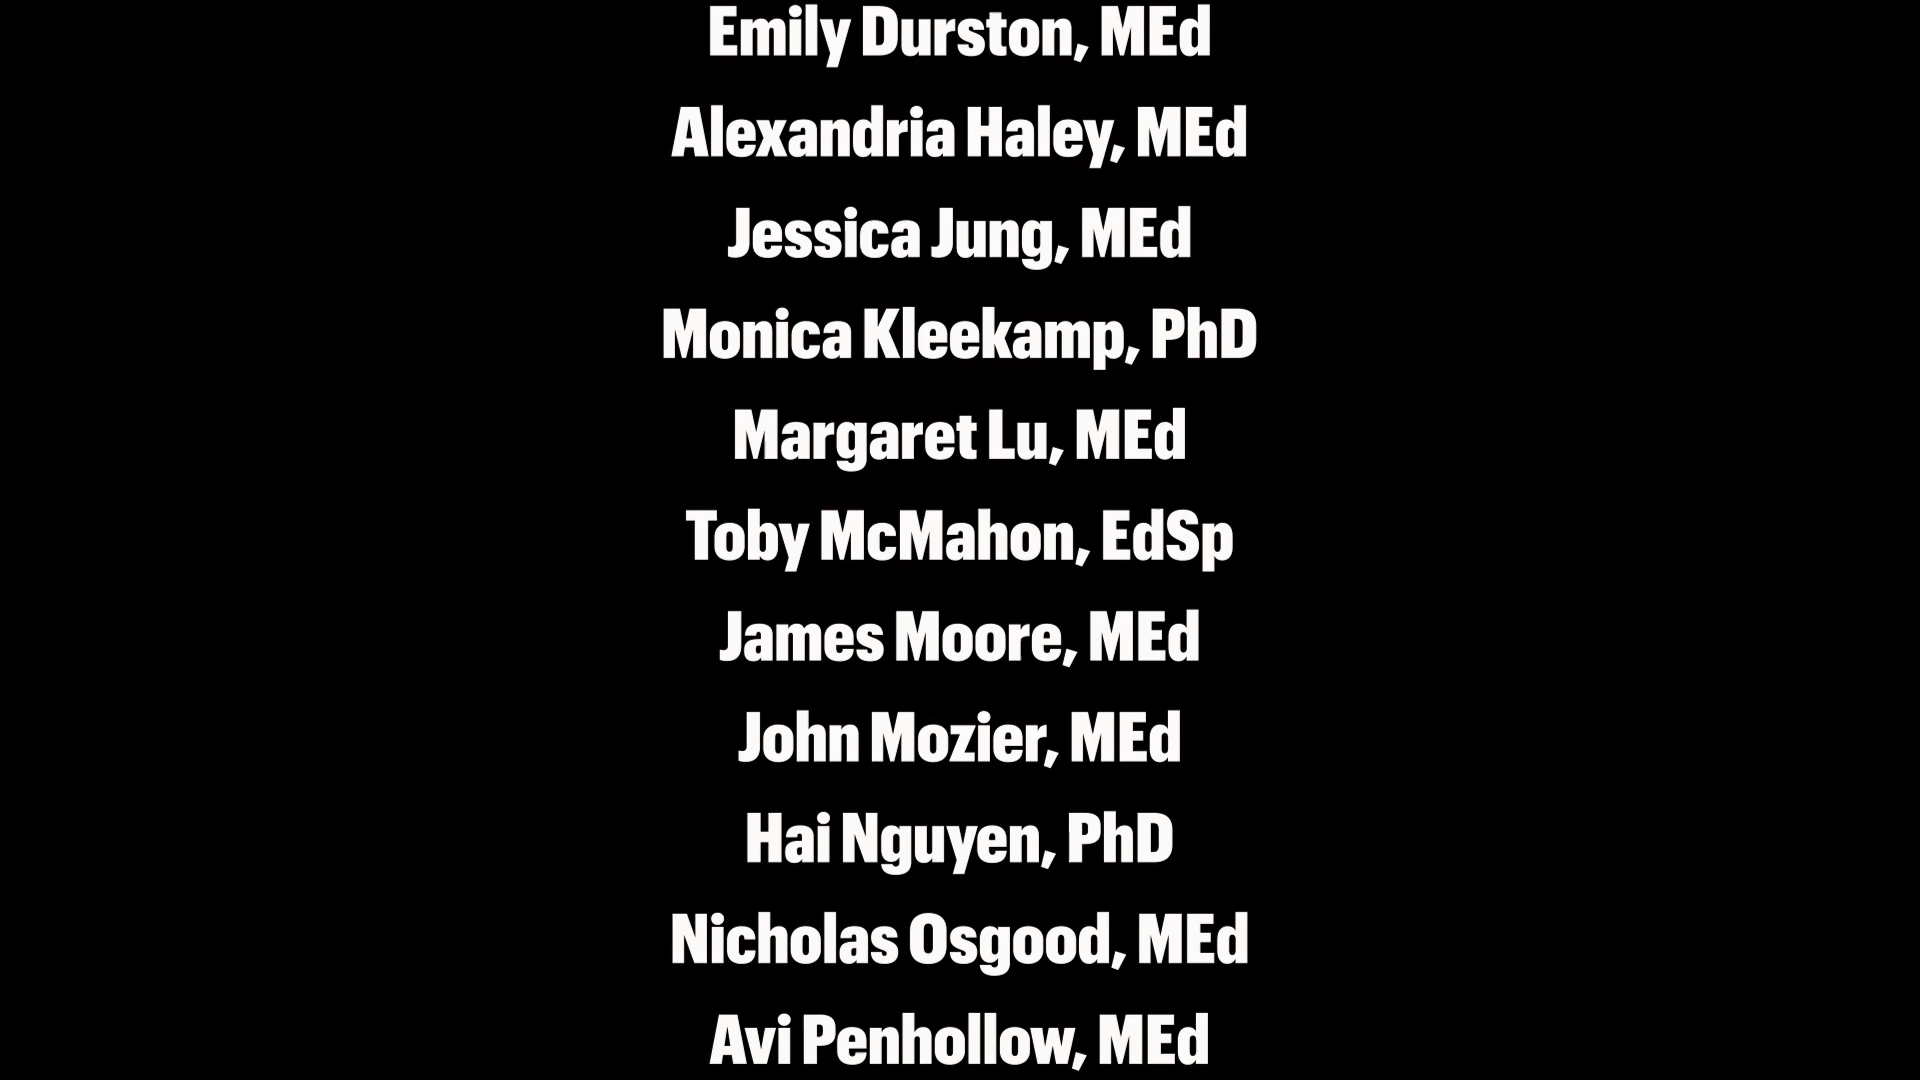 Emily Durston, MEd
Alexandria Haley, MEd
Jessica Jung, MEd
Monica Kleekamp, PhD
Margaret Lu, MEd
Toby McMahon, EdSp
James Moore, MEd
John Mozier, MEd
Hai Nguyen, PhD
Nicholas Osgood, MEd
Avi Penhollow, MEd